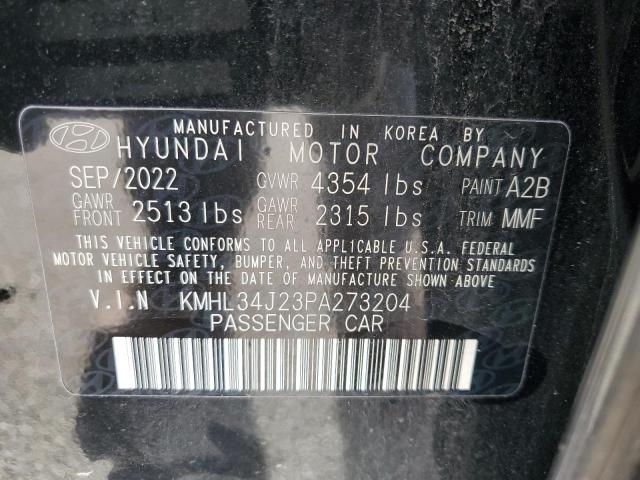 MANUFACTURED IN KOREA BY
HYUNDAI MOTOR COMPANY
SEP/2022 GVWR 4354 lbs PAINT A2B
GAWR FRONT 2513 lbs GAWR REAR 2315 lbs TRIM MMF
THIS VEHICLE CONFORMS TO ALL APPLICABLE U.S.A. FEDERAL
MOTOR VEHICLE SAFETY, BUMPER, AND THEFT PREVENTION STANDARDS
IN EFFECT ON THE DATE OF MANUFACTURE SHOWN ABOVE
V.I.N KMHL34J23PA273204
PASSENGER CAR